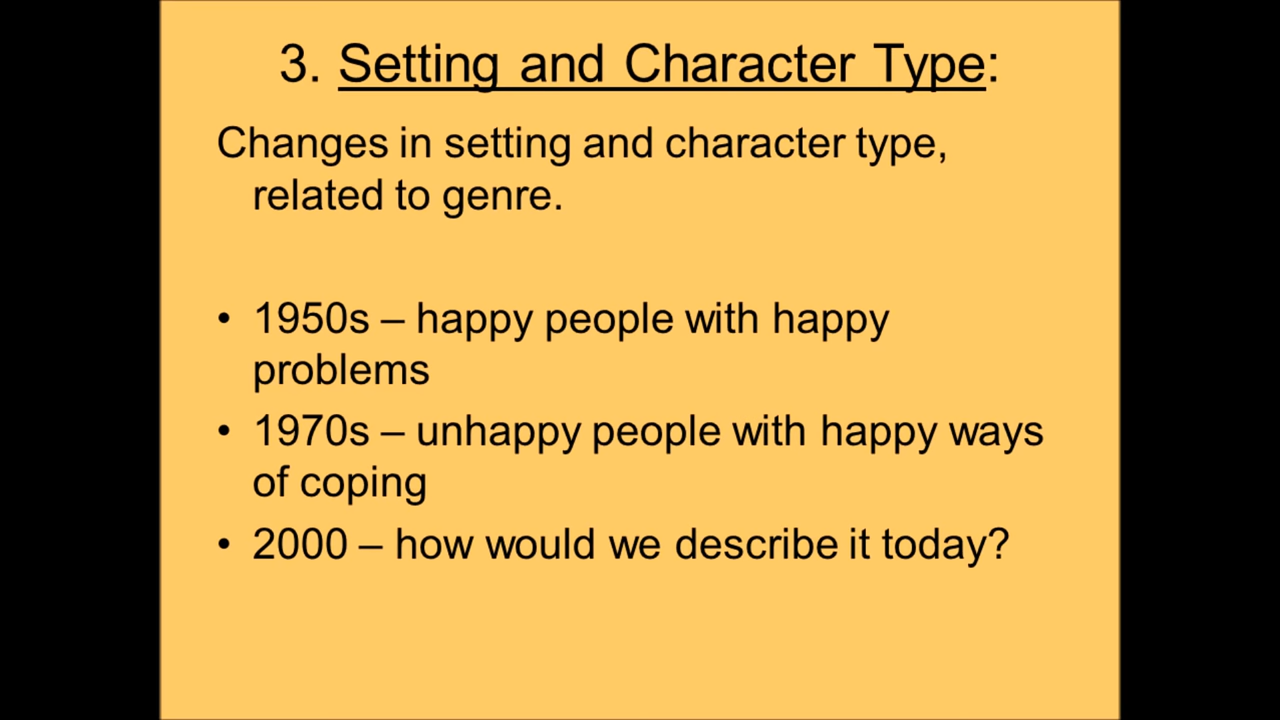 3. Setting and Character Type:
Changes in setting and character type,
related to genre.
• 1950s – happy people with happy
problems
• 1970s – unhappy people with happy ways
of coping
• 2000 – how would we describe it today?